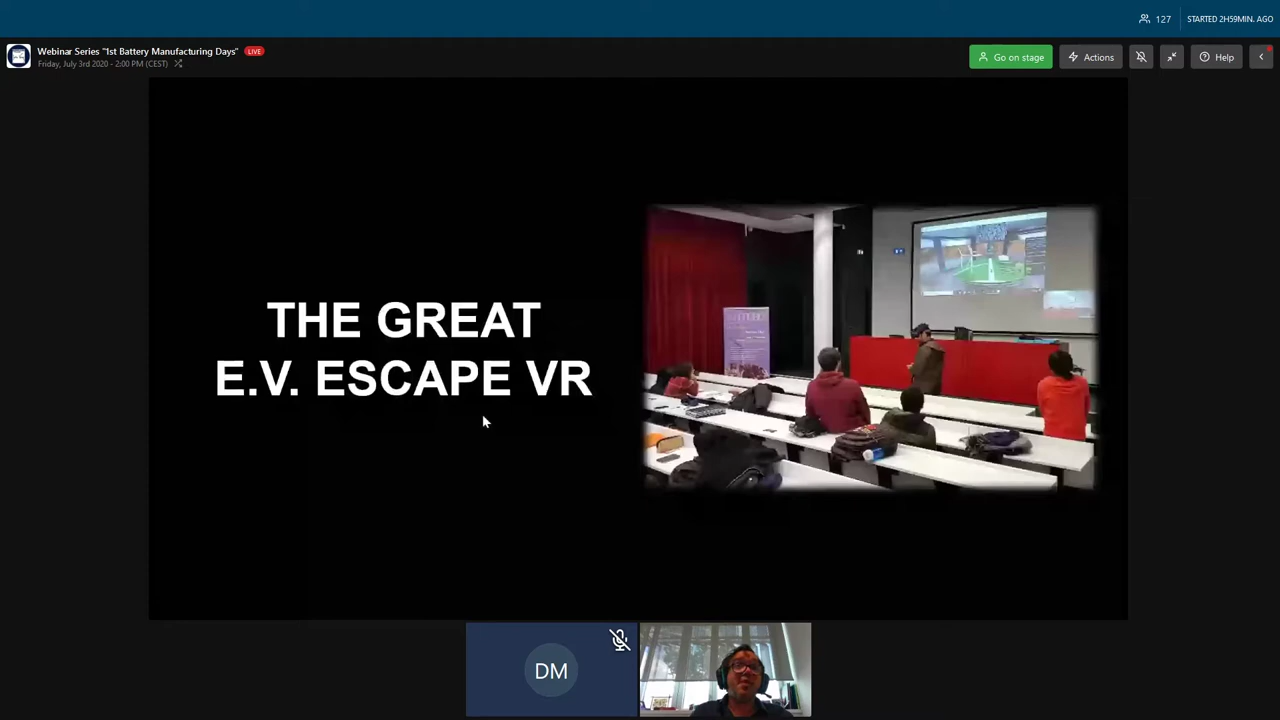 127
STARTED 2H59MIN. AGO
Webinar Series "1st Battery Manufacturing Days" LIVE
Friday, July 3rd 2020 - 2:00 PM (CEST)
Go on stage
Actions
Help
THE GREAT
E.V. ESCAPE VR
DM